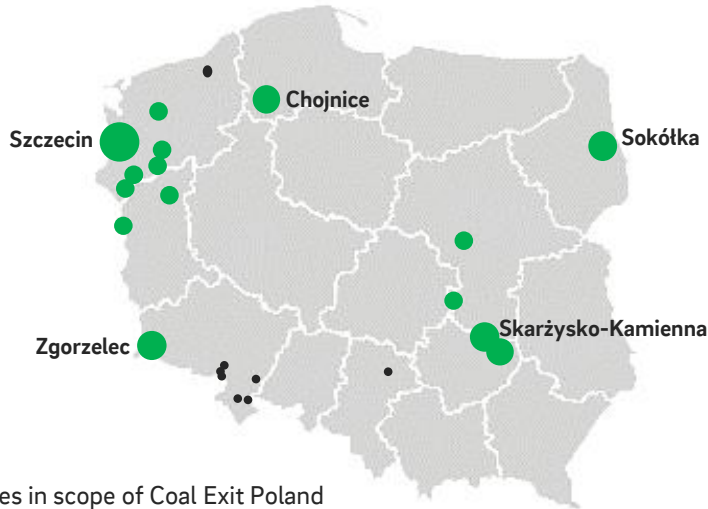 Chojnice
Szczecin
Sokółka
Skarżysko-Kamienna
Zgorzelec
es in scope of Coal Exit Poland